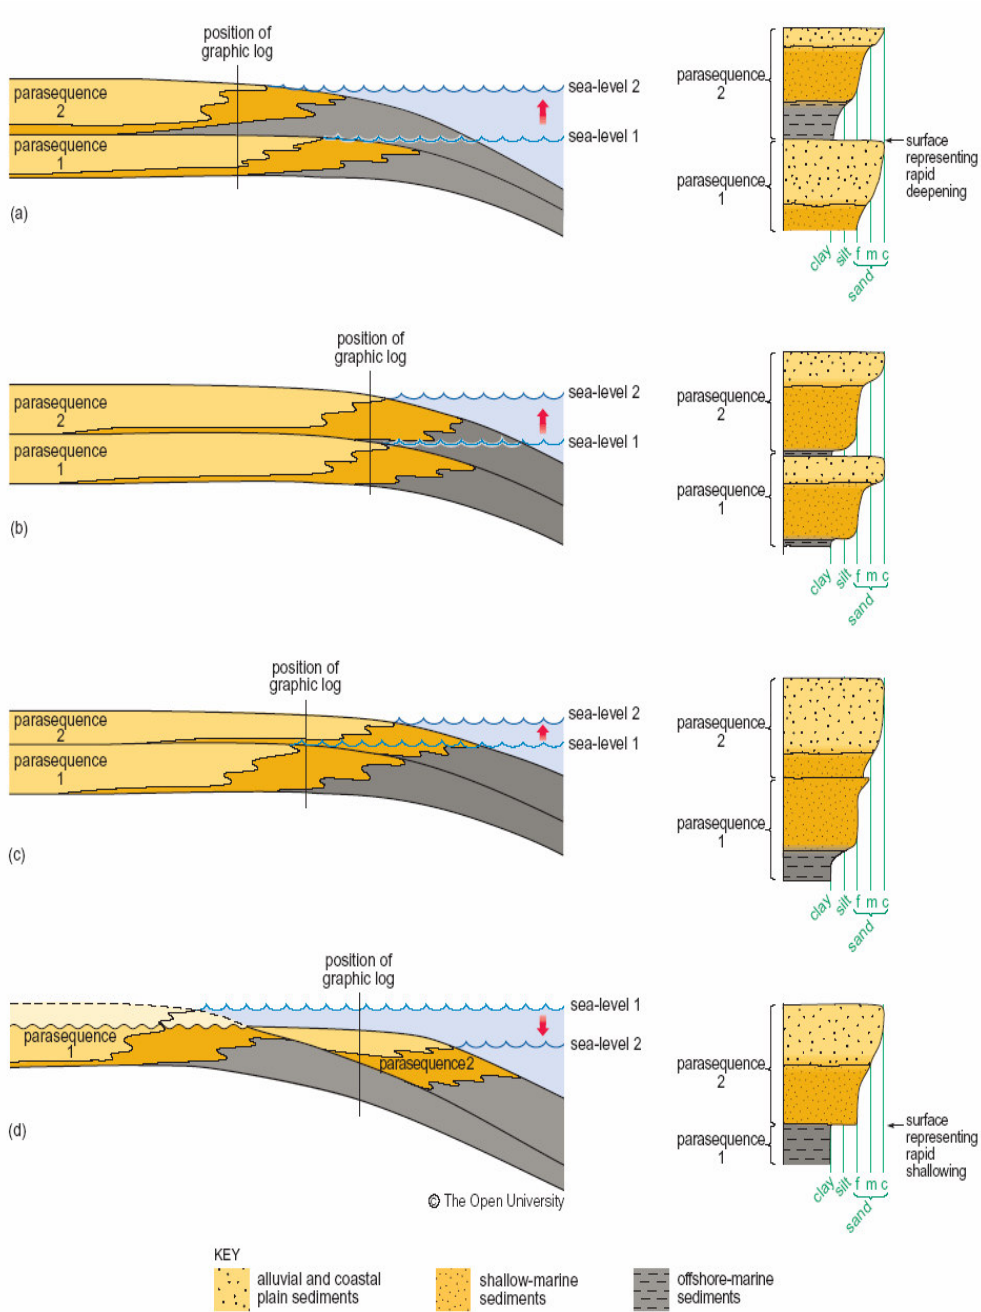 position of
graphic log
parasequence
2
parasequence
1
sea-level 2
sea-level 1
(a)
parasequence
2
parasequence
1
surface
representing
rapid
deepening
clay
silt
f m c
sand
position of
graphic log
parasequence
2
parasequence
1
sea-level 2
sea-level 1
(b)
parasequence
2
parasequence
1
clay
silt
f m c
sand
position of
graphic log
parasequence
2
parasequence
1
sea-level 2
sea-level 1
(c)
parasequence
2
parasequence
1
clay
silt
f m c
sand
position of
graphic log
parasequence
1
parasequence2
sea-level 1
sea-level 2
(d)
parasequence
2
parasequence
1
surface
representing
rapid
shallowing
clay
silt
f m c
sand
© The Open University
KEY
alluvial and coastal
plain sediments
shallow-marine
sediments
offshore-marine
sediments